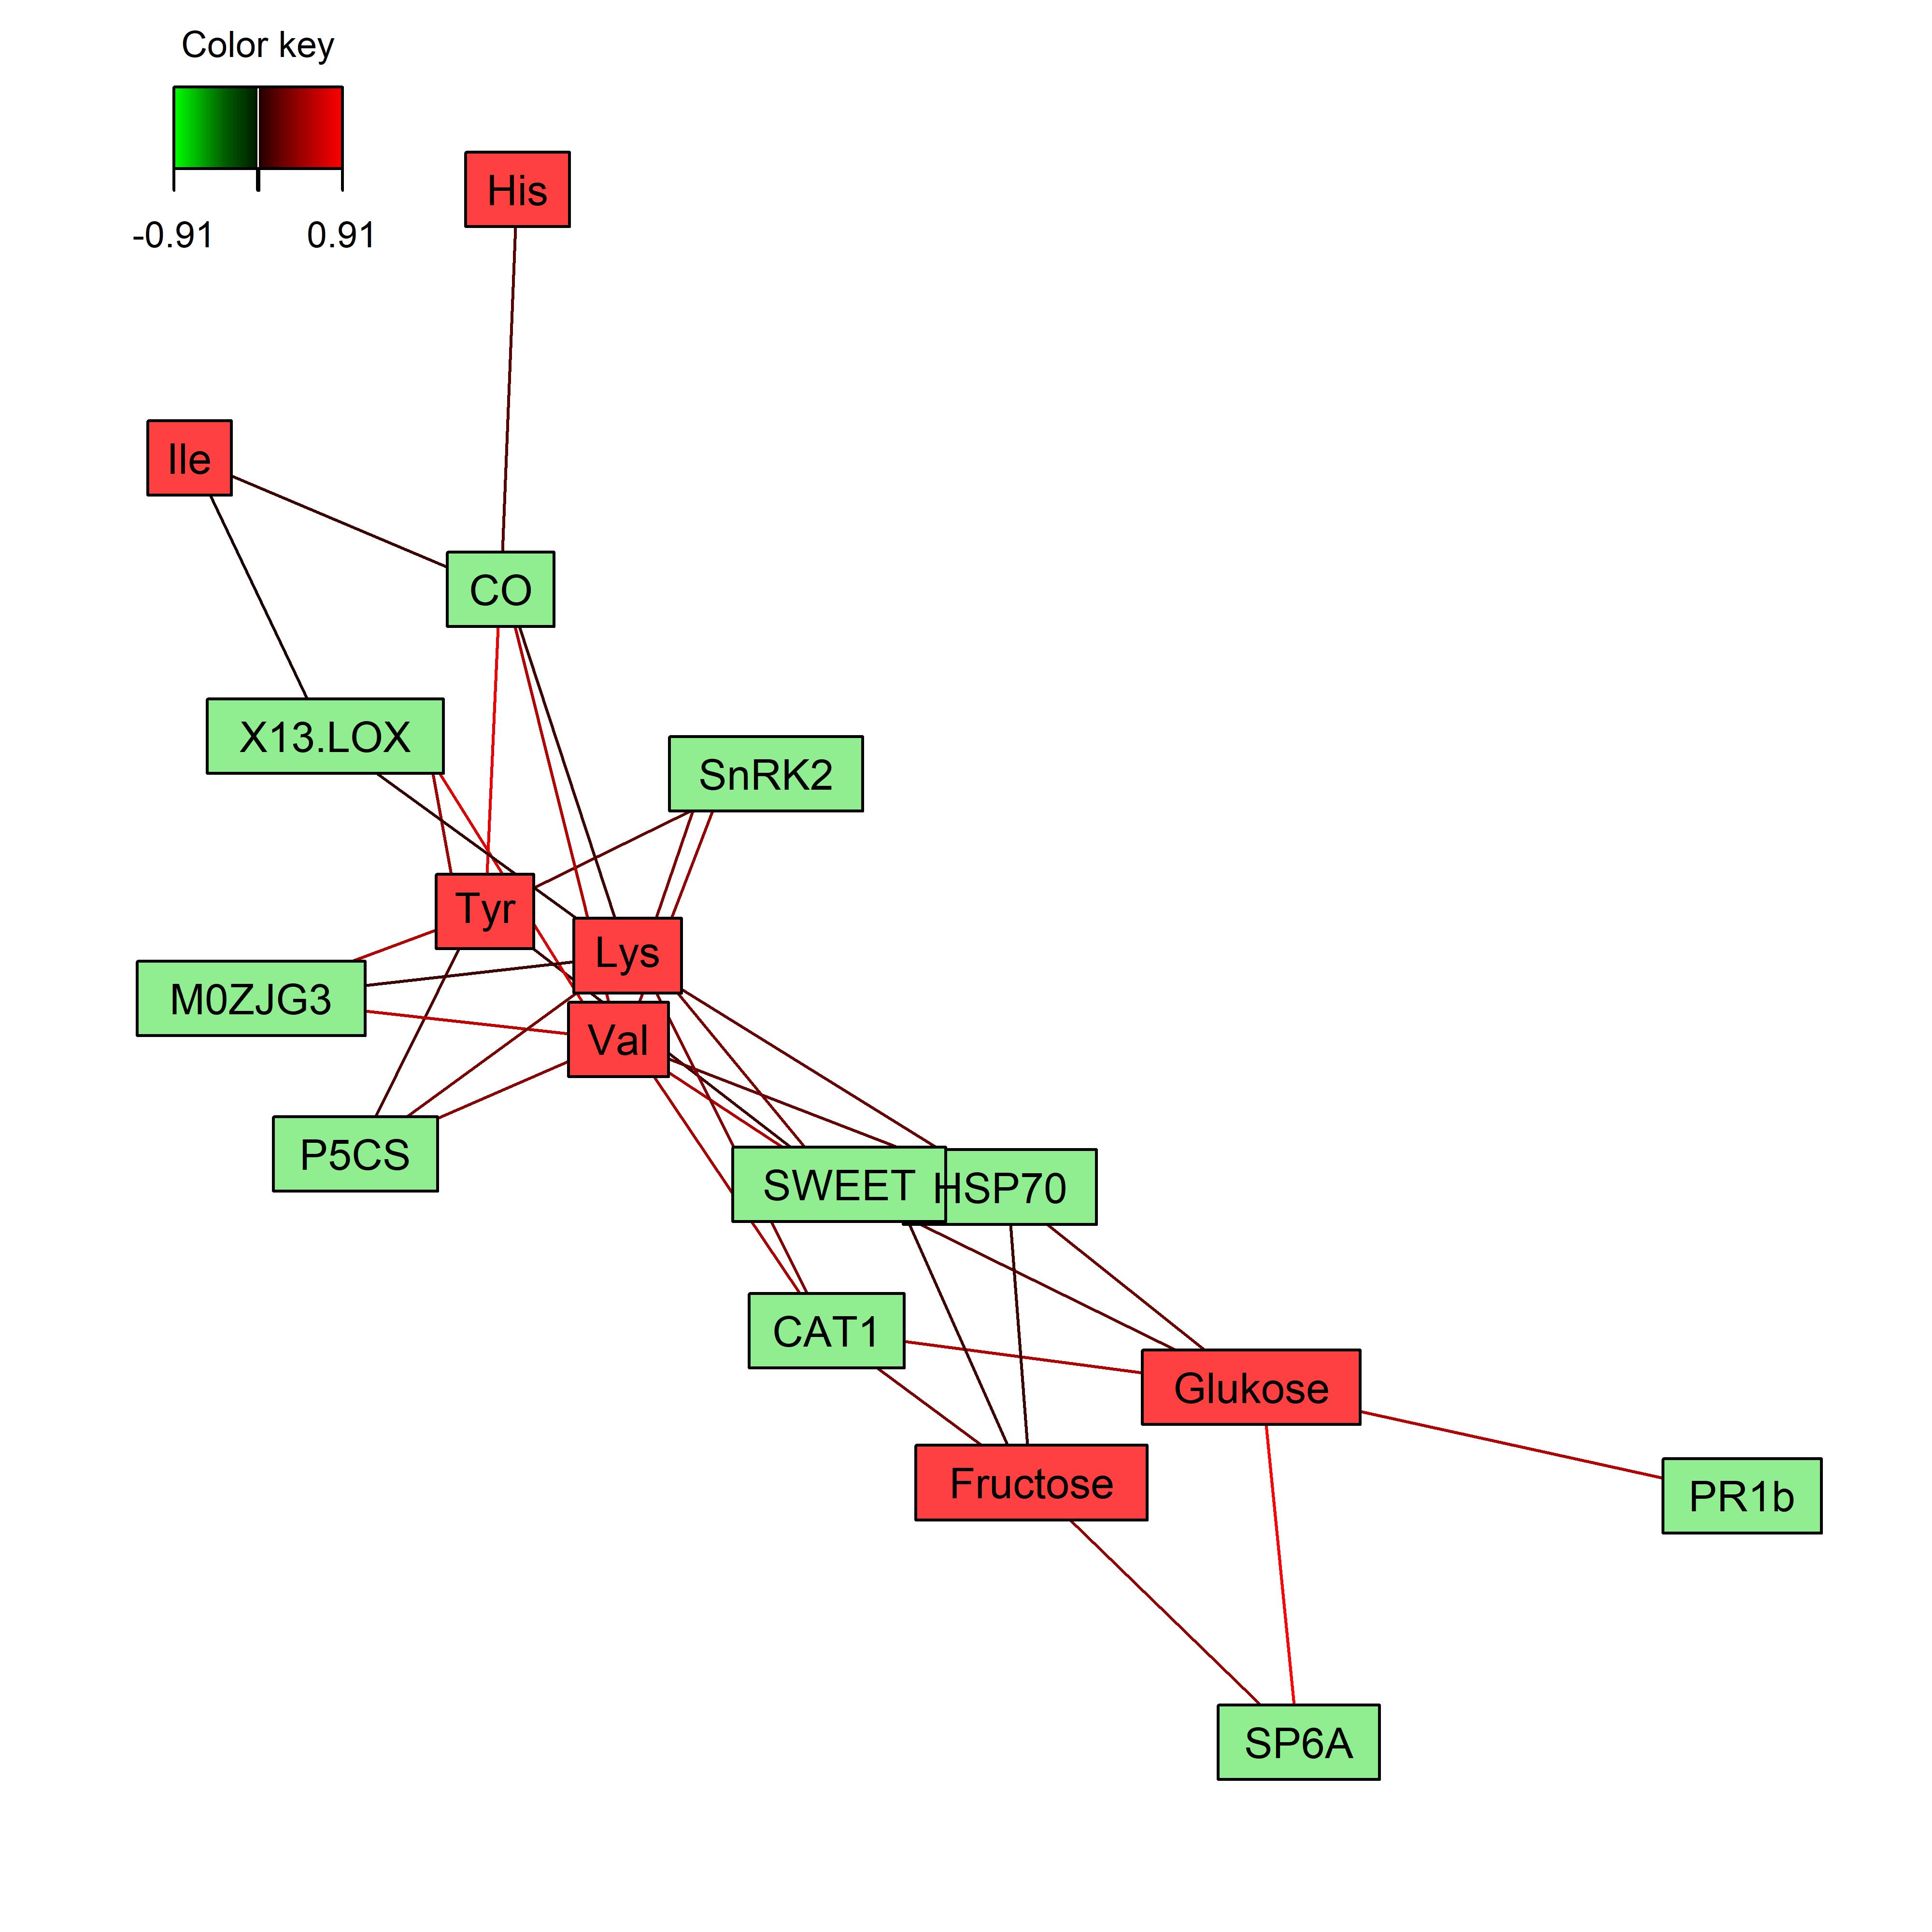 Color key
-0.91 0.91
His
Ile
CO
X13.LOX
SnRK2
Tyr
Lys
M0ZJG3
Val
P5CS
SWEET
HSP70
CAT1
Glukose
Fructose
PR1b
SP6A